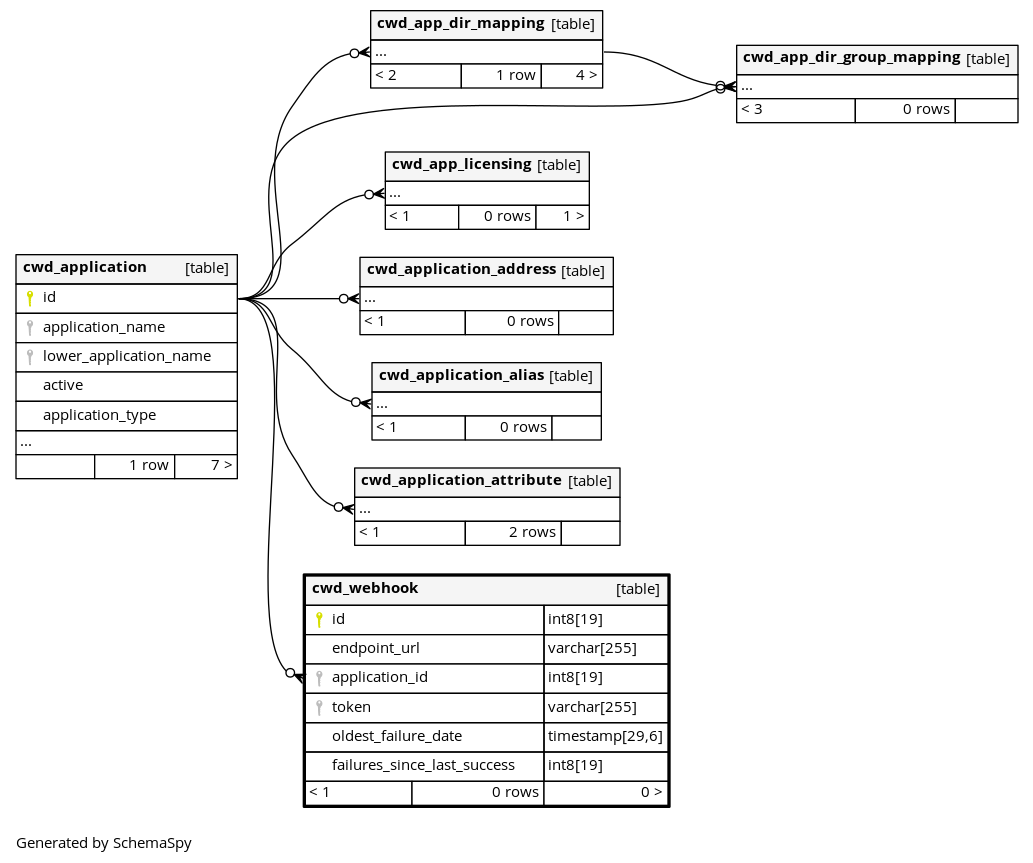 cwd_app_dir_mapping [table]
...
< 2 1 row 4 >
cwd_app_dir_group_mapping [table]
...
< 3 0 rows
cwd_app_licensing [table]
...
< 1 0 rows 1 >
cwd_application [table]
id
application_name
lower_application_name
active
application_type
...
1 row 7 >
cwd_application_address [table]
...
< 1 0 rows
cwd_application_alias [table]
...
< 1 0 rows
cwd_application_attribute [table]
...
< 1 2 rows
cwd_webhook [table]
id int8[19]
endpoint_url varchar[255]
application_id int8[19]
token varchar[255]
oldest_failure_date timestamp[29,6]
failures_since_last_success int8[19]
< 1 0 rows 0 >
Generated by SchemaSpy